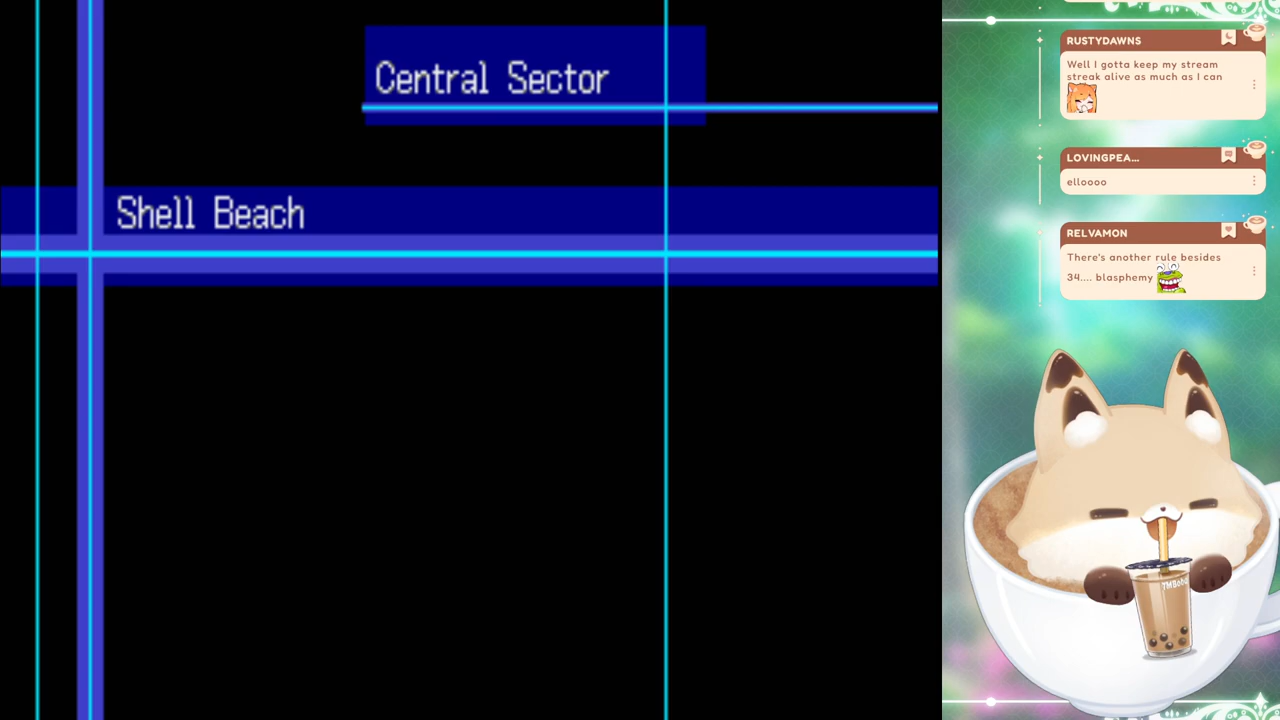 Central Sector
Shell Beach
RUSTYDAWNS
Well I gotta keep my stream
streak alive as much as I can
LOVINGPEA...
elloooo
RELVAMON
There's another rule besides
34.... blasphemy